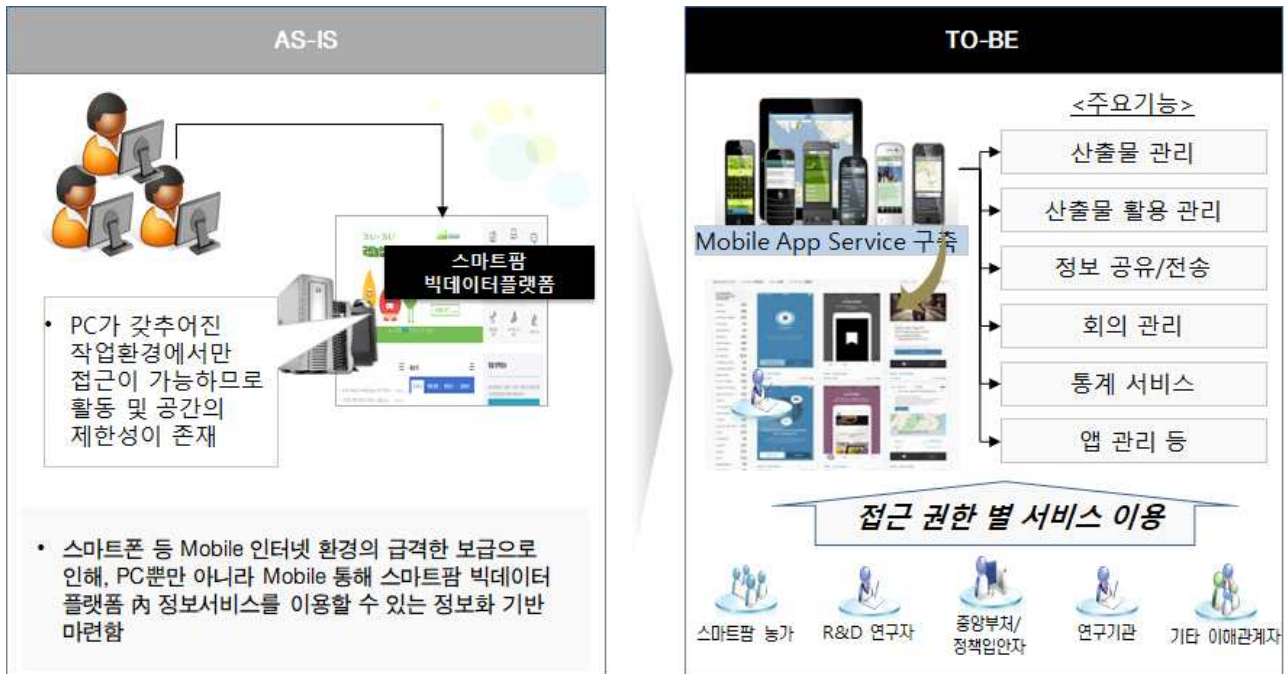 AS-IS
스마트팜
빅데이터플랫폼
• PC가 갖추어진
작업환경에서만
접근이 가능하므로
활동 및 공간의
제한성이 존재
• 스마트폰 등 Mobile 인터넷 환경의 급격한 보급으로
인해, PC뿐만 아니라 Mobile 통해 스마트팜 빅데이터
플랫폼 內 정보서비스를 이용할 수 있는 정보화 기반
마련함
TO-BE
<주요기능>
Mobile App Service 구축
산출물 관리
산출물 활용 관리
정보 공유/전송
회의 관리
통계 서비스
앱 관리 등
접근 권한 별 서비스 이용
스마트팜 농가
R&D 연구자
중앙부처/
정책입안자
연구기관
기타 이해관계자